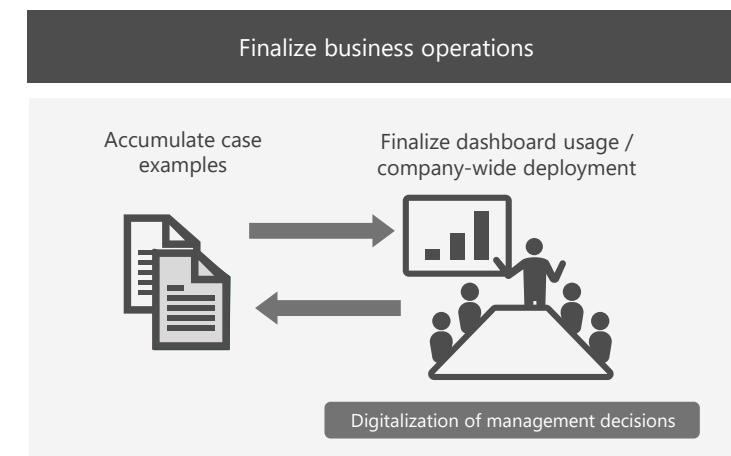 Finalize business operations
Accumulate case
examples
Finalize dashboard usage /
company-wide deployment
Digitalization of management decisions